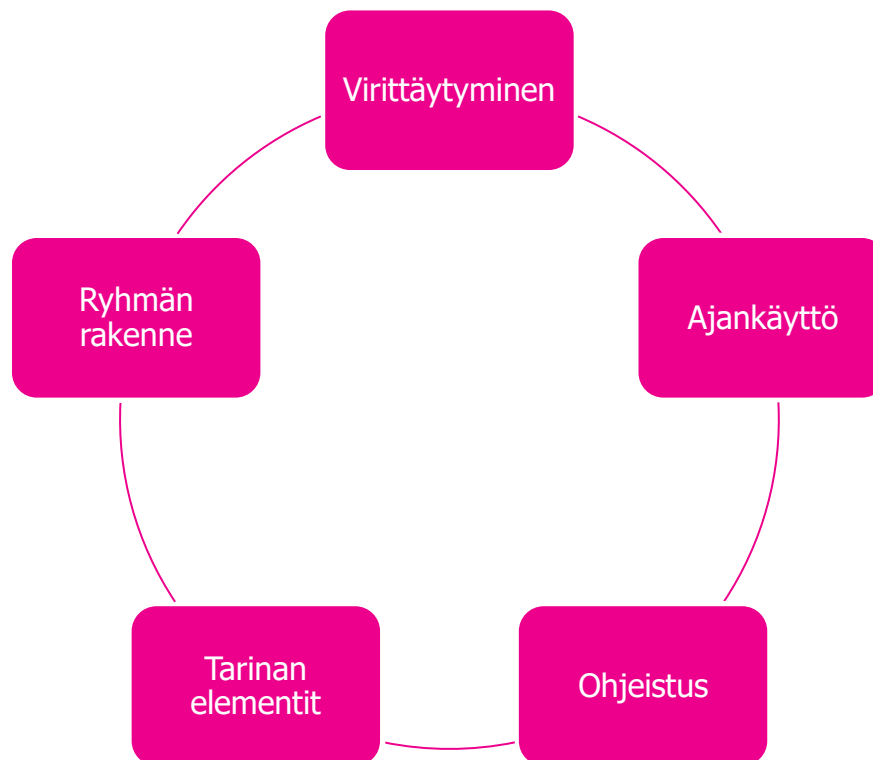 Virittäytyminen
Ajankäyttö
Ohjeistus
Tarinan
elementit
Ryhmän
rakenne